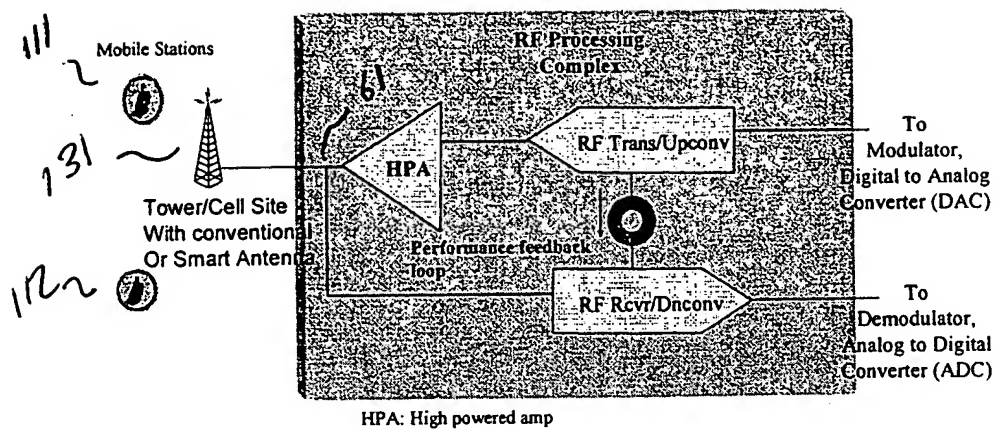 111
Mobile Stations
131
Tower/Cell Site
With conventional
Or Smart Antenna
112
RF Processing
Complex
61
HPA
RF Trans/Upconv
Performance feedback
loop
RF Rcvr/Dnconv
To
Modulator,
Digital to Analog
Converter (DAC)
To
Demodulator,
Analog to Digital
Converter (ADC)
HPA: High powered amp